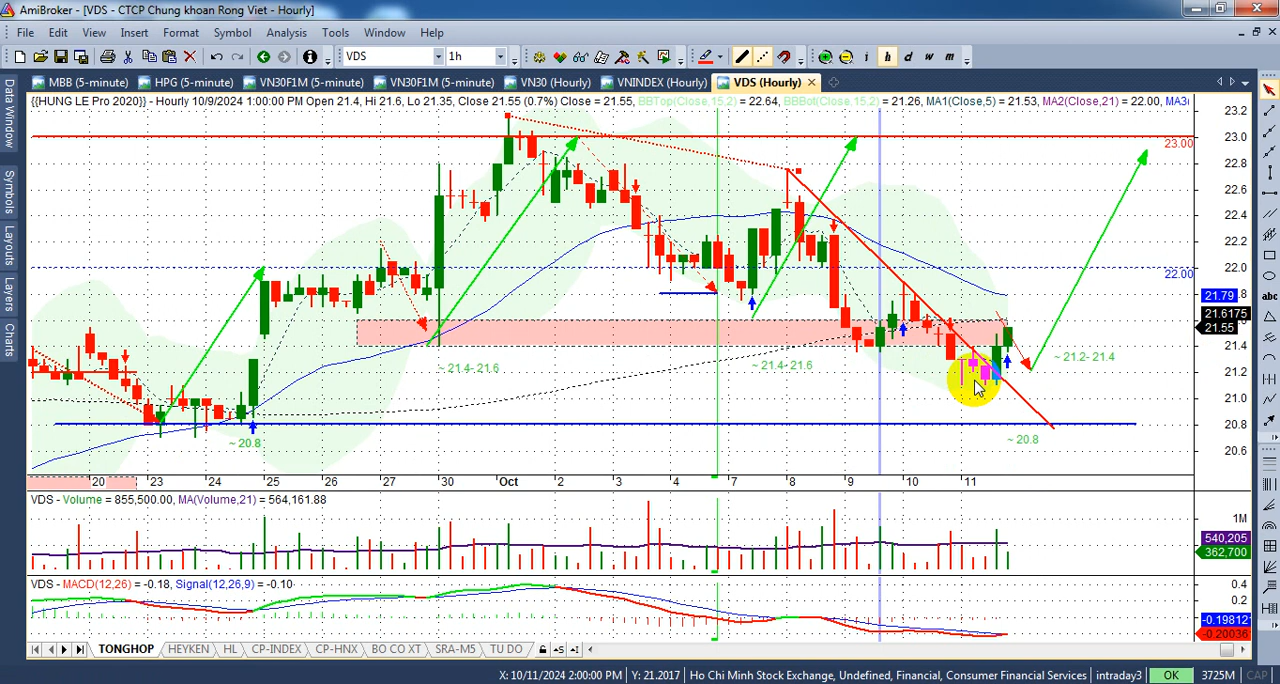 AmiBroker - [VDS - CTCP Chung khoan Rong Viet - Hourly]
File Edit View Insert Format Symbol Analysis Tools Window Help
VDS 1h i h d w m
MBB (5-minute) HPG (5-minute) VN30F1M (5-minute) VN30F1M (5-minute) VN30 (Hourly) VNINDEX (Hourly) VDS (Hourly)
{{HUNG LE Pro 2020}} - Hourly 10/9/2024 1:00:00 PM Open 21.4, Hi 21.6, Lo 21.35, Close 21.55 (0.7%) Close = 21.55, BBTop(Close,15,2) = 22.64, BBBot(Close,15,2) = 21.26, MA1(Close,5) = 21.53, MA2(Close,21) = 22.00, MA3(
Data Window
Symbols
Layouts
Layers
Charts
abc
23.2
23.0
23.00
22.8
22.6
22.4
22.2
22.0
22.00
21.79
21.6175
21.55
21.4
21.2
21.0
20.8
20.6
~ 21.4- 21.6
~ 21.4- 21.6
~ 21.2- 21.4
~ 20.8
~ 20.8
20 23 24 25 26 27 30 Oct 2 3 4 7 8 9 10 11
VDS - Volume = 855,500.00, MA(Volume,21) = 564,161.88
1M
540,205
362,700
VDS - MACD(12,26) = -0.18, Signal(12,26,9) = -0.10
0.4
0.2
-0.19812
-0.20036
TONGHOP HEYKEN HL CP-INDEX CP-HNX BO CO XT SRA-M5 TU DO
X: 10/11/2024 2:00:00 PM, Y: 21.2017 Ho Chi Minh Stock Exchange, Undefined, Financial, Consumer Financial Services intraday3 OK 3725M CAP